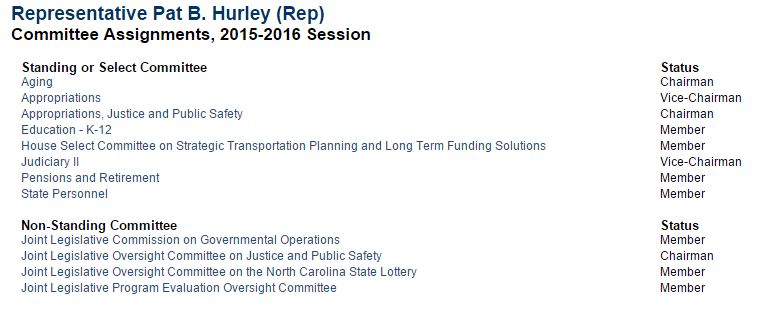 Representative Pat B. Hurley (Rep)
Committee Assignments, 2015-2016 Session
Standing or Select Committee Status
Aging Chairman
Appropriations Vice-Chairman
Appropriations, Justice and Public Safety Chairman
Education - K-12 Member
House Select Committee on Strategic Transportation Planning and Long Term Funding Solutions Member
Judiciary II Vice-Chairman
Pensions and Retirement Member
State Personnel Member
Non-Standing Committee Status
Joint Legislative Commission on Governmental Operations Member
Joint Legislative Oversight Committee on Justice and Public Safety Chairman
Joint Legislative Oversight Committee on the North Carolina State Lottery Member
Joint Legislative Program Evaluation Oversight Committee Member